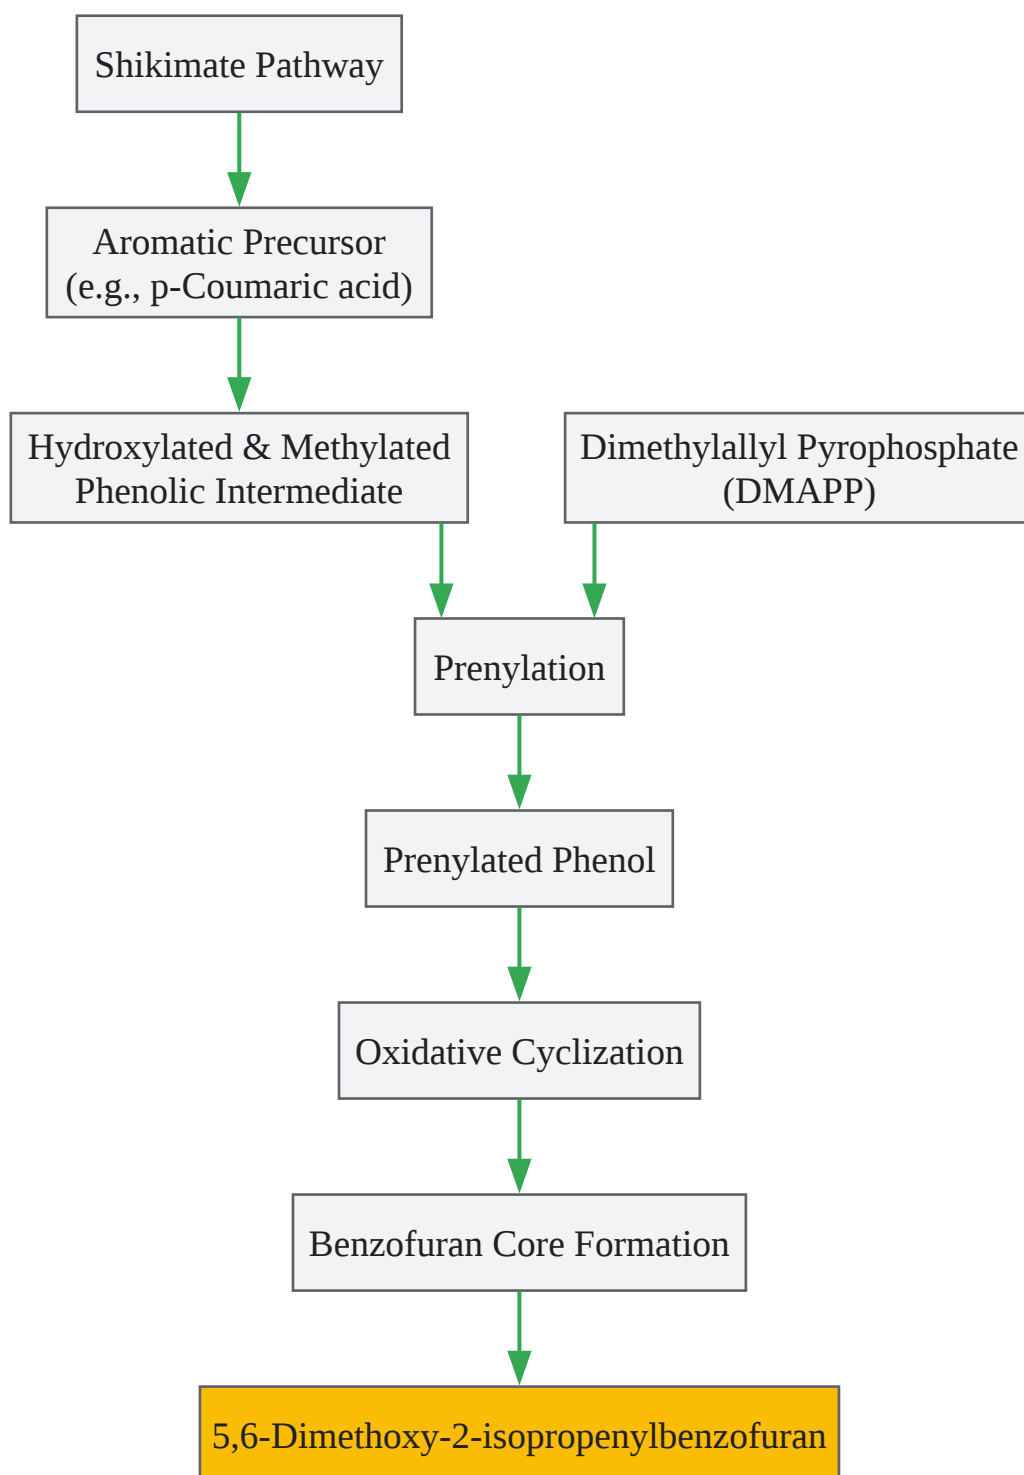 Shikimate Pathway
Aromatic Precursor
(e.g., p-Coumaric acid)
Hydroxylated & Methylated
Phenolic Intermediate
Dimethylallyl Pyrophosphate
(DMAPP)
Prenylation
Prenylated Phenol
Oxidative Cyclization
Benzofuran Core Formation
5,6-Dimethoxy-2-isopropenylbenzofuran